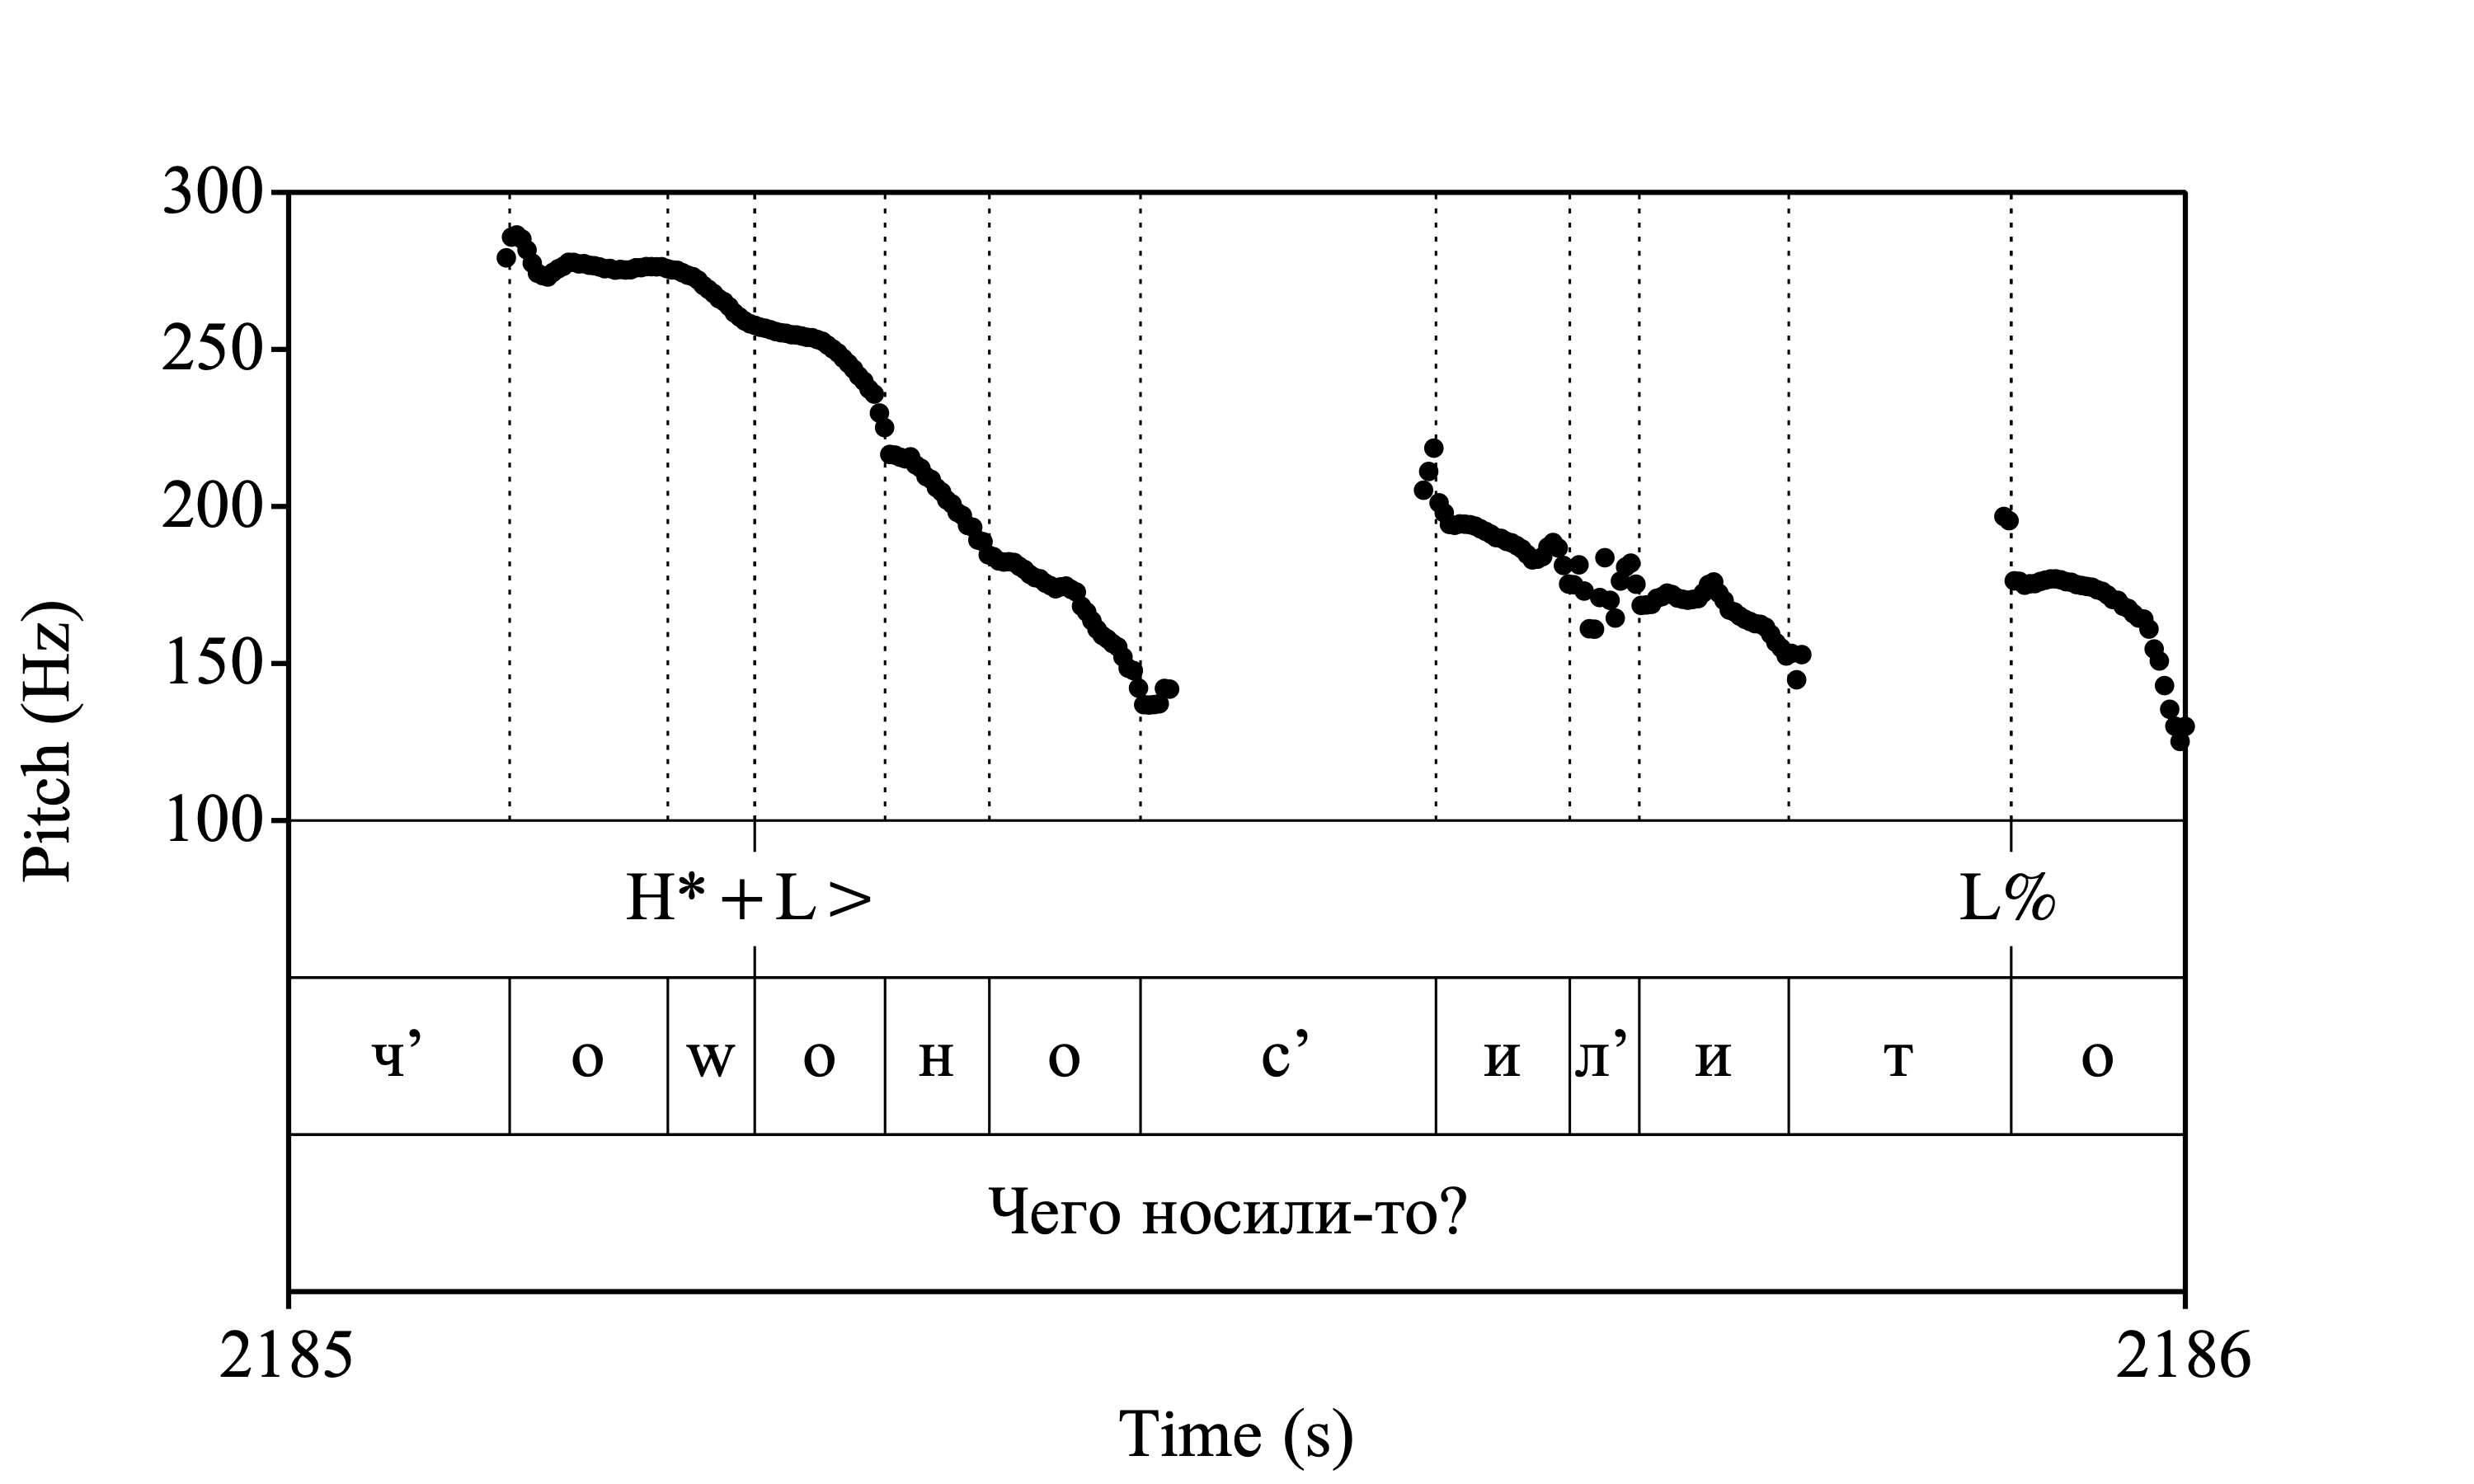 300
250
200
150
100
Pitch (Hz)
H*+L> L%
ч’ о w о н о с’ и л’ и т о
Чего носили-то?
2185 2186
Time (s)